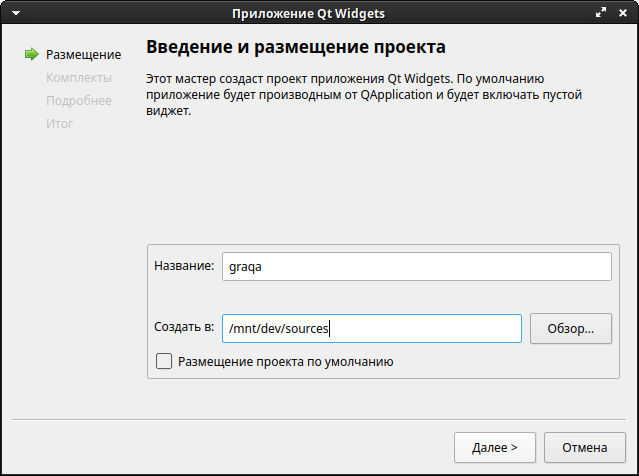 Приложение Qt Widgets
Размещение
Комплекты
Подробнее
Итог
Введение и размещение проекта
Этот мастер создаст проект приложения Qt Widgets. По умолчанию
приложение будет производным от QApplication и будет включать пустой
виджет.
Название: graqa
Создать в: /mnt/dev/sources Обзор...
Размещение проекта по умолчанию
Далее > Отмена